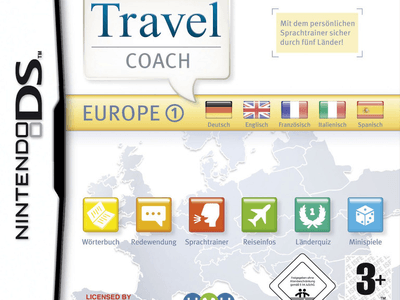 NINTENDO DS
Travel
COACH
Mit dem persönlichen
Sprachtrainer sicher
durch fünf Länder!
EUROPE 1
Deutsch
Englisch
Französisch
Italienisch
Spanisch
Wörterbuch
Redewendung
Sprachtrainer
Reiseinfos
Länderquiz
Minispiele
LICENSED BY
3+